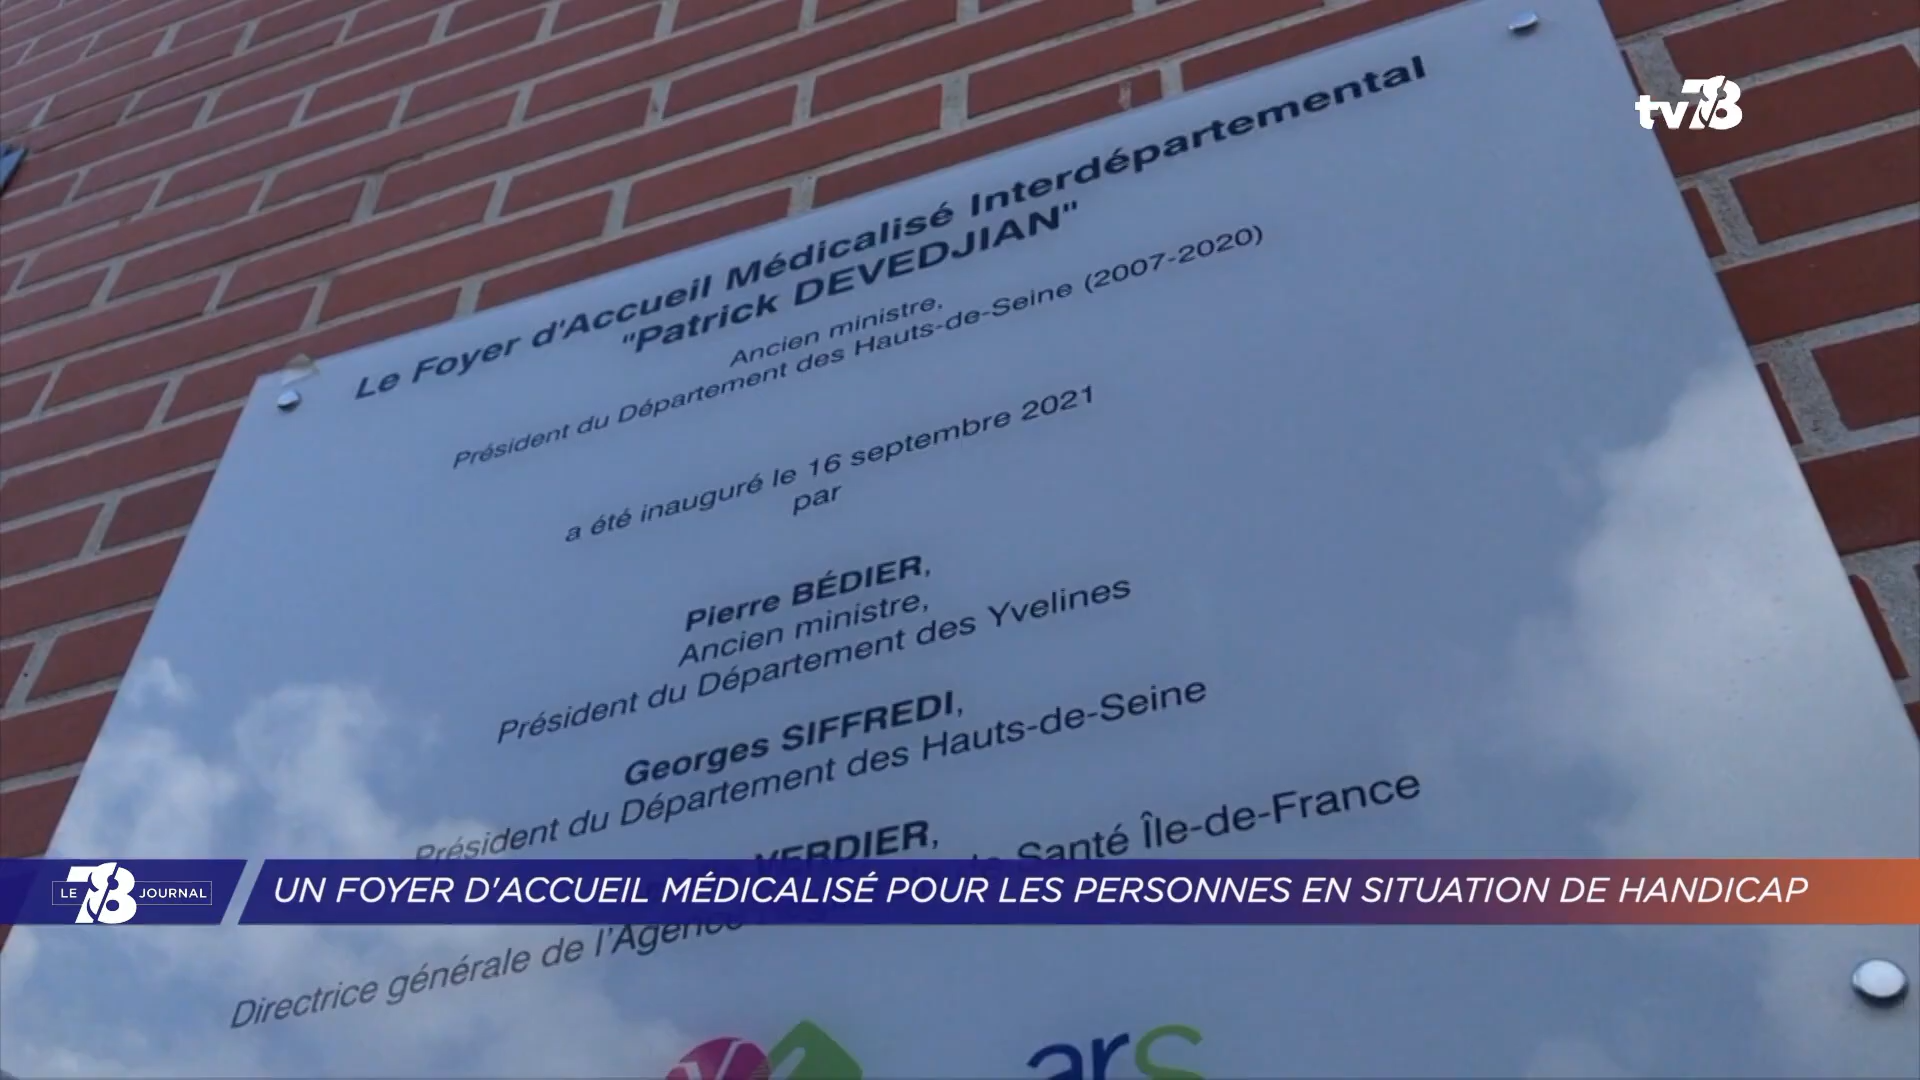 tv78
Le Foyer d'Accueil Médicalisé Interdépartemental
"Patrick DEVEDJIAN"
Ancien ministre,
Président du Département des Hauts-de-Seine (2007-2020)
a été inauguré le 16 septembre 2021
par
Pierre BÉDIER,
Ancien ministre,
Président du Département des Yvelines
Georges SIFFREDI,
Président du Département des Hauts-de-Seine
VERDIER,
Directrice générale de l'Agence de Santé Île-de-France
LE 78 JOURNAL
UN FOYER D'ACCUEIL MÉDICALISÉ POUR LES PERSONNES EN SITUATION DE HANDICAP
ars